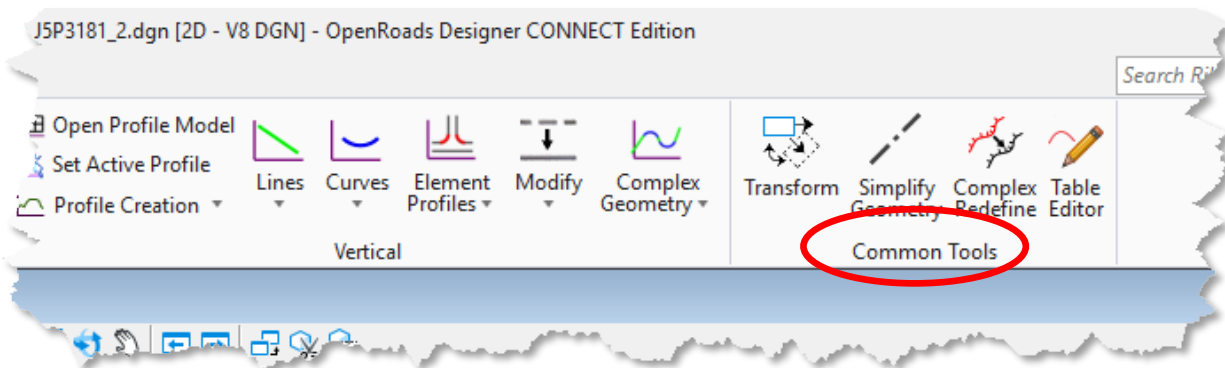 J5P3181_2.dgn [2D - V8 DGN] - OpenRoads Designer CONNECT Edition
Search
Open Profile Model
Set Active Profile
Profile Creation
Lines
Curves
Element
Profiles
Modify
Complex
Geometry
Vertical
Transform
Simplify
Geometry
Complex
Redefine
Table
Editor
Common Tools